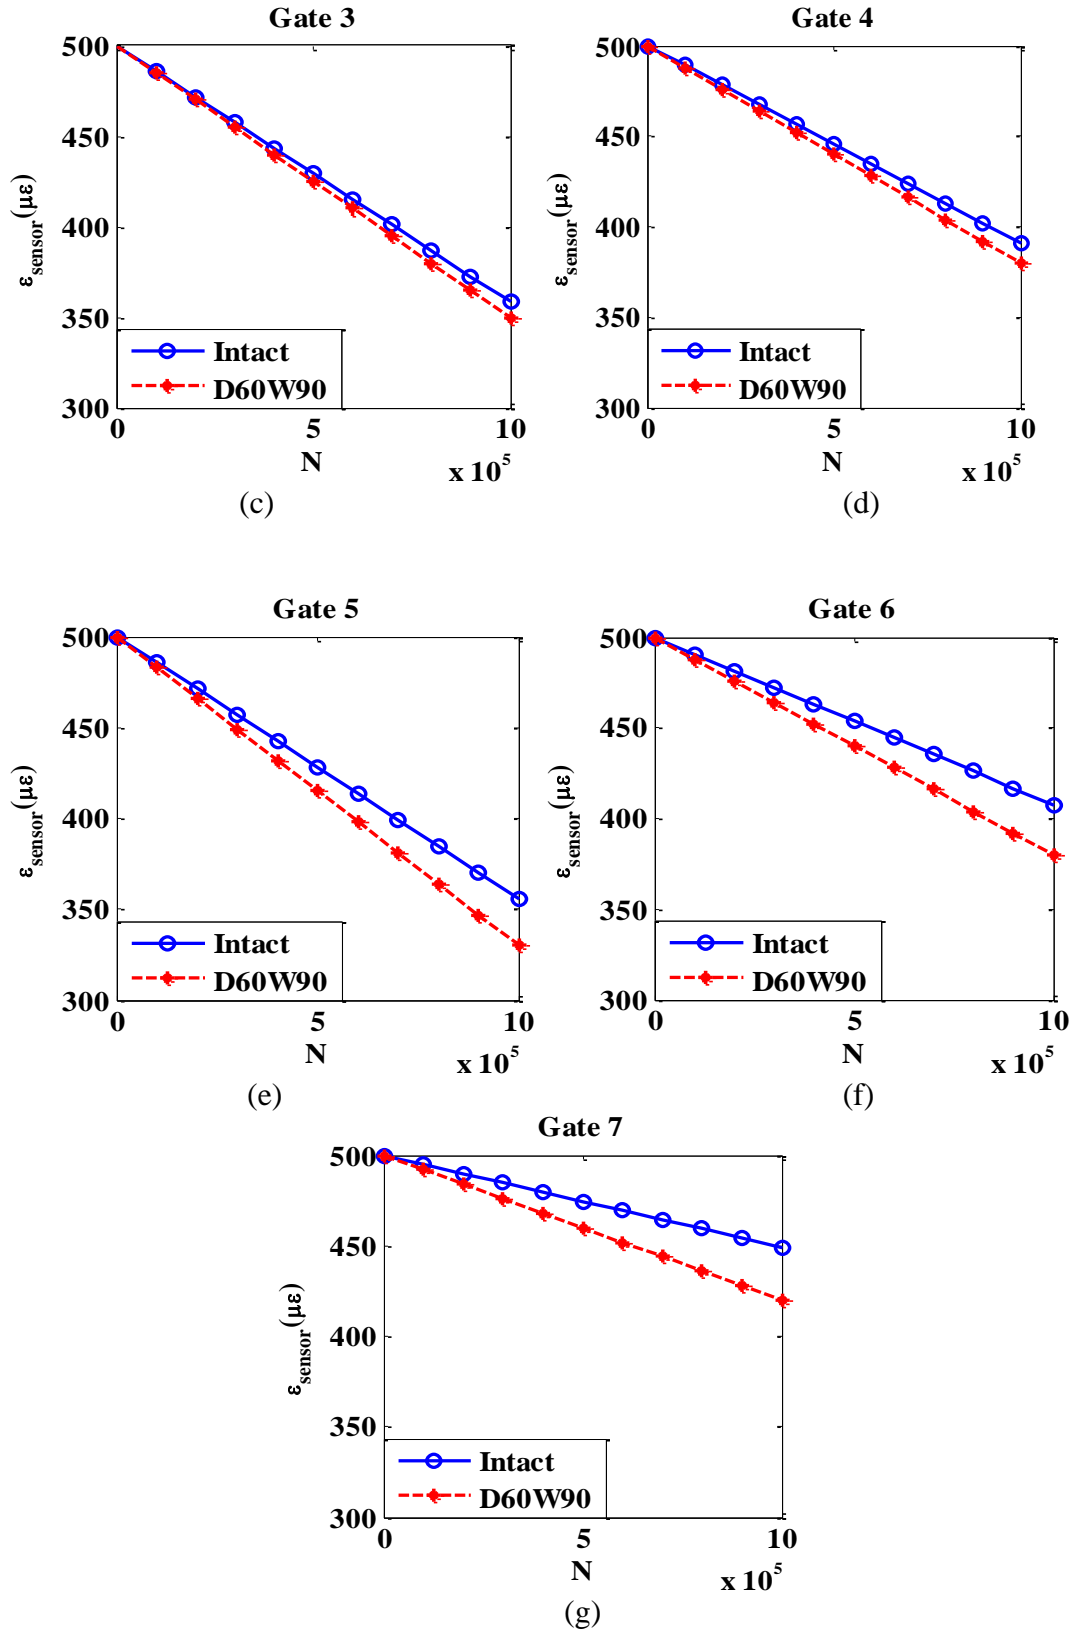 Gate 3
500
450
400
350
300
ε_sensor(με)
Intact
D60W90
0 5 10
N
x 10^5
(c)
Gate 4
500
450
400
350
300
ε_sensor(με)
Intact
D60W90
0 5 10
N
x 10^5
(d)
Gate 5
500
450
400
350
300
ε_sensor(με)
Intact
D60W90
0 5 10
N
x 10^5
(e)
Gate 6
500
450
400
350
300
ε_sensor(με)
Intact
D60W90
0 5 10
N
x 10^5
(f)
Gate 7
500
450
400
350
300
ε_sensor(με)
Intact
D60W90
0 5 10
N
x 10^5
(g)